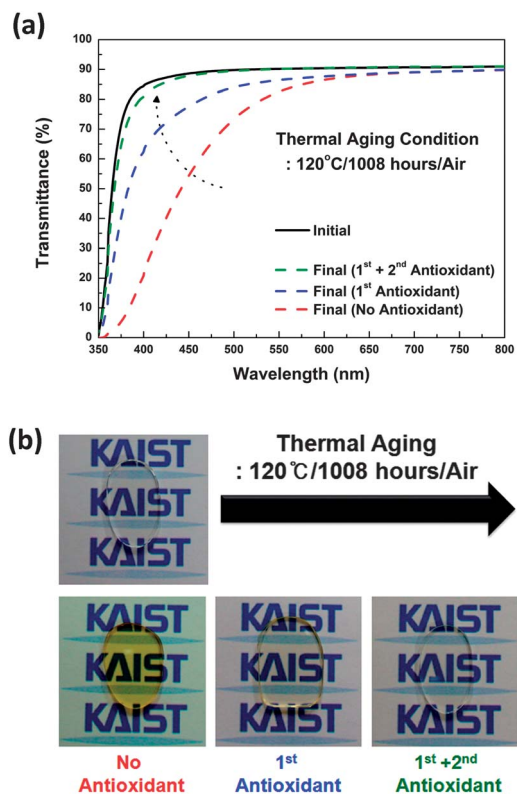 (a)
100
90
80
70
60
50
40
30
20
10
0
Transmittance (%)
Thermal Aging Condition
: 120°C/1008 hours/Air
Initial
Final (1st + 2nd Antioxidant)
Final (1st Antioxidant)
Final (No Antioxidant)
350 400 450 500 550 600 650 700 750 800
Wavelength (nm)
(b)
KAIST
KAIST
KAIST
Thermal Aging
: 120℃/1008 hours/Air
KAIST
KAIST
KAIST
KAIST
KAIST
KAIST
KAIST
KAIST
KAIST
No
Antioxidant
1st
Antioxidant
1st +2nd
Antioxidant